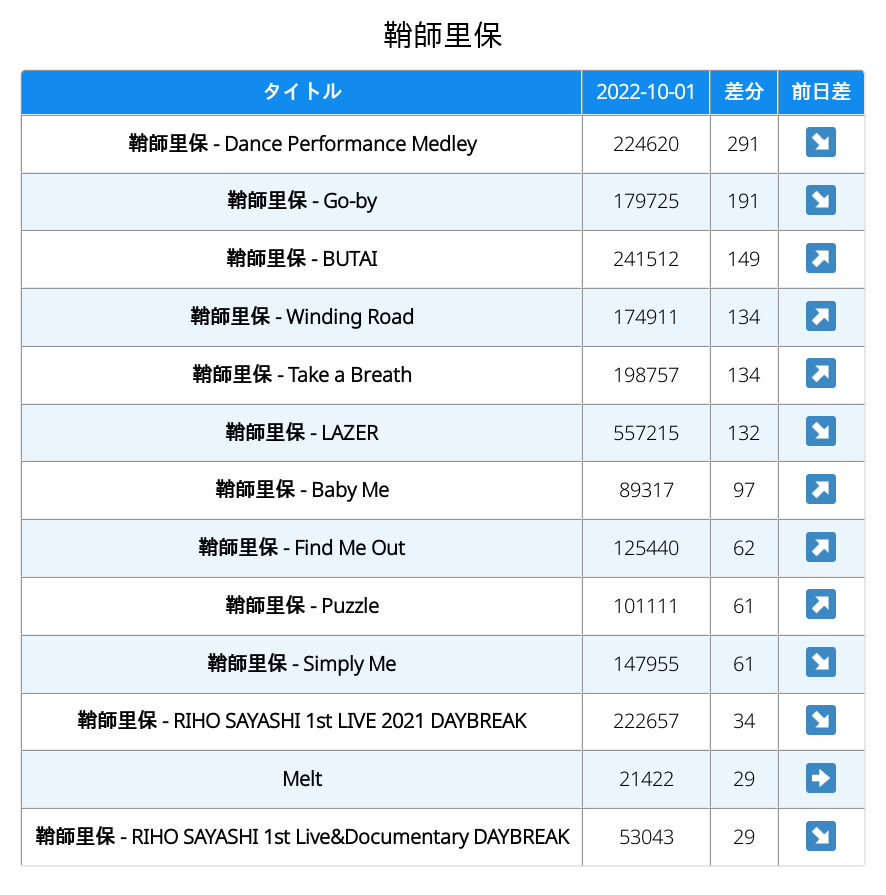 鞘師里保
タイトル 2022-10-01 差分 前日差
鞘師里保 - Dance Performance Medley 224620 291 ↘
鞘師里保 - Go-by 179725 191 ↘
鞘師里保 - BUTAI 241512 149 ↗
鞘師里保 - Winding Road 174911 134 ↗
鞘師里保 - Take a Breath 198757 134 ↗
鞘師里保 - LAZER 557215 132 ↘
鞘師里保 - Baby Me 89317 97 ↗
鞘師里保 - Find Me Out 125440 62 ↗
鞘師里保 - Puzzle 101111 61 ↗
鞘師里保 - Simply Me 147955 61 ↘
鞘師里保 - RIHO SAYASHI 1st LIVE 2021 DAYBREAK 222657 34 ↘
Melt 21422 29 ➡
鞘師里保 - RIHO SAYASHI 1st Live&Documentary DAYBREAK 53043 29 ↘